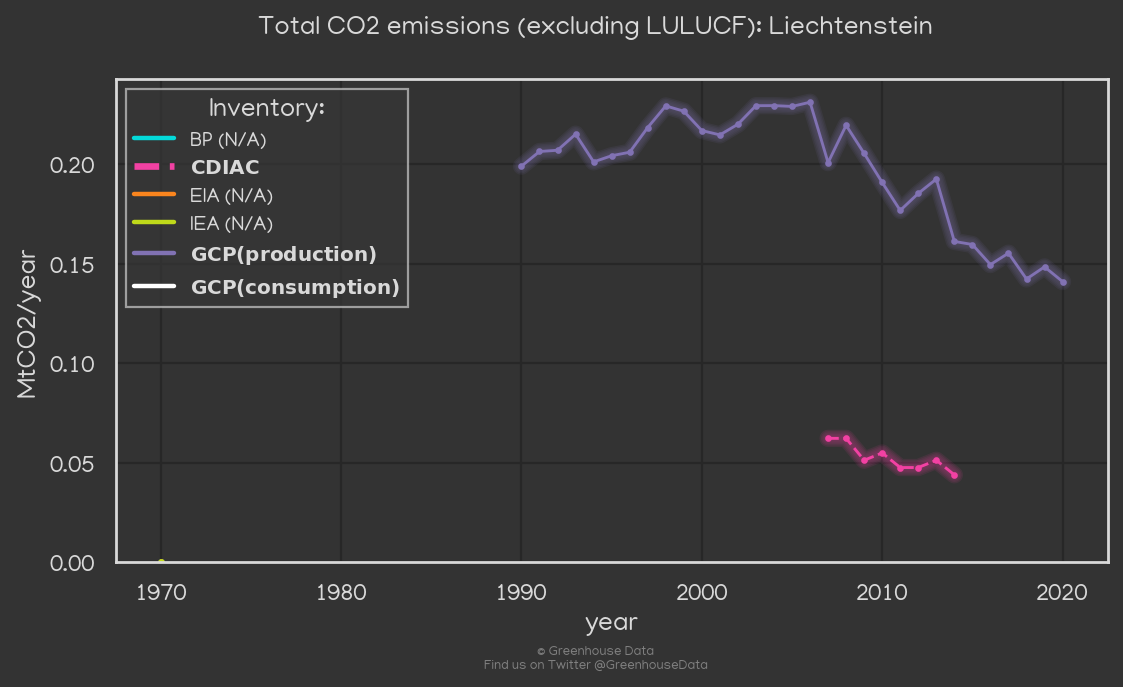 Total CO2 emissions (excluding LULUCF): Liechtenstein
Inventory:
BP (N/A)
CDIAC
EIA (N/A)
IEA (N/A)
GCP(production)
GCP(consumption)
MtCO2/year
0.20
0.15
0.10
0.05
0.00
1970 1980 1990 2000 2010 2020
year
© Greenhouse Data
Find us on Twitter @GreenhouseData